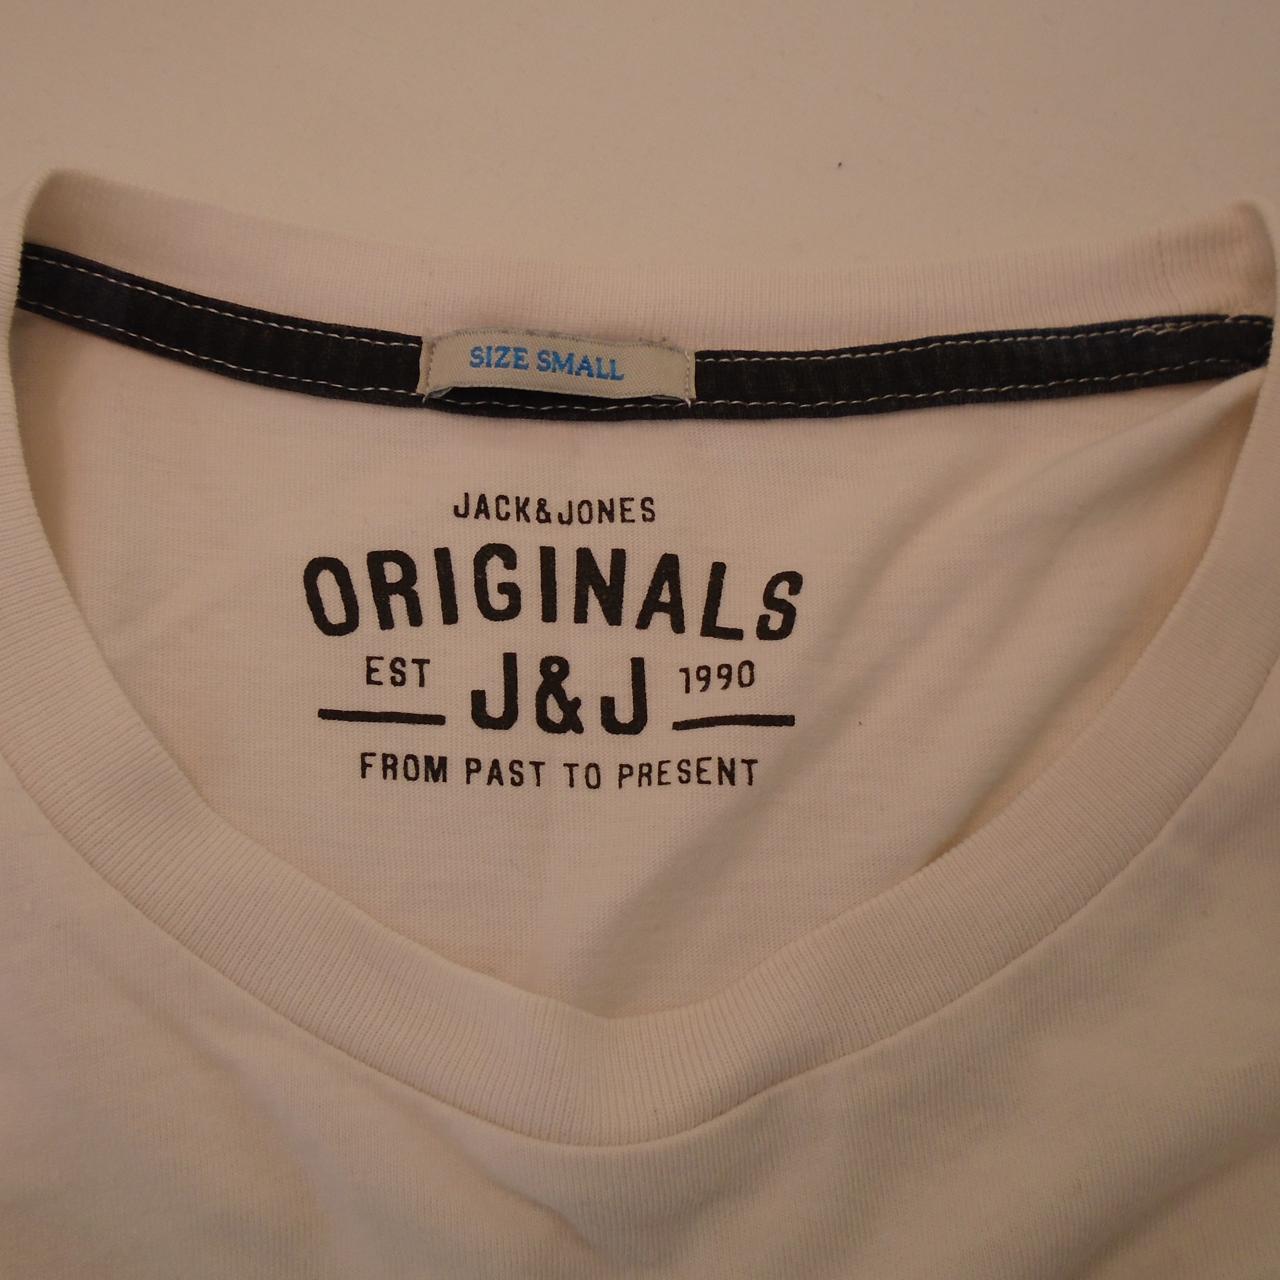 SIZE SMALL
JACK&JONES
ORIGINALS
EST J&J 1990
FROM PAST TO PRESENT